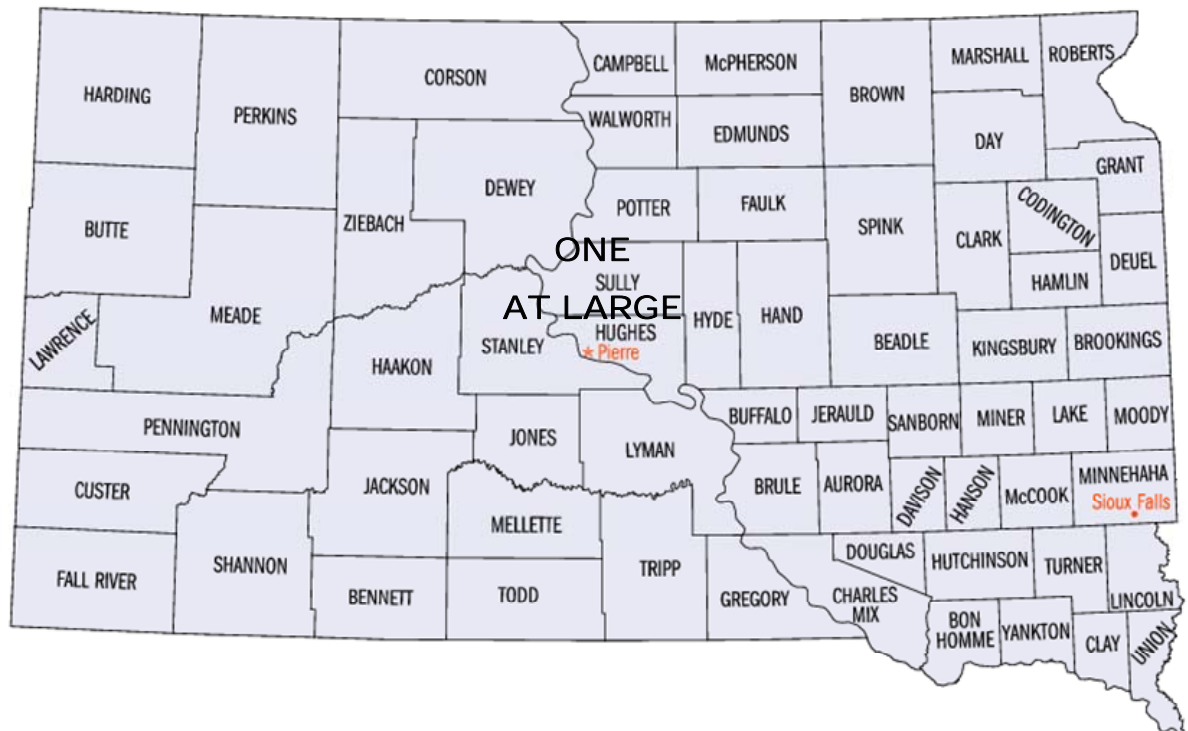 HARDING
PERKINS
CORSON
CAMPBELL
McPHERSON
BROWN
MARSHALL
ROBERTS
WALWORTH
EDMUNDS
DAY
GRANT
BUTTE
ZIEBACH
DEWEY
POTTER
FAULK
SPINK
CLARK
CODINGTON
HAMLIN
DEUEL
ONE
AT LARGE
SULLY
LAWRENCE
MEADE
HAAKON
STANLEY
HUGHES
★ Pierre
HYDE
HAND
BEADLE
KINGSBURY
BROOKINGS
PENNINGTON
JONES
LYMAN
BUFFALO
JERAULD
SANBORN
MINER
LAKE
MOODY
CUSTER
JACKSON
MELLETTE
BRULE
AURORA
DAVISON
HANSON
McCOOK
MINNEHAHA
Sioux Falls
FALL RIVER
SHANNON
BENNETT
TODD
TRIPP
GREGORY
DOUGLAS
CHARLES
MIX
HUTCHINSON
TURNER
LINCOLN
BON
HOMME
YANKTON
CLAY
UNION